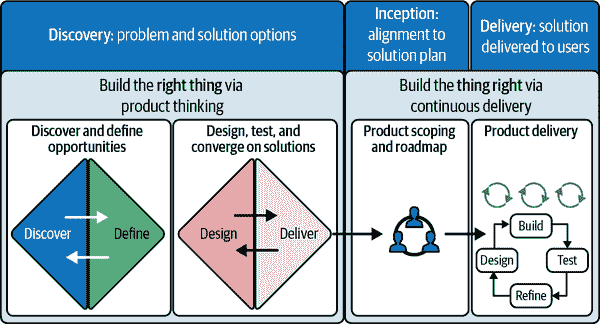 Discovery: problem and solution options
Inception:
alignment to
solution plan
Delivery: solution
delivered to users
Build the right thing via
product thinking
Build the thing right via
continuous delivery
Discover and define
opportunities
Discover
Define
Design, test, and
converge on solutions
Design
Deliver
Product scoping
and roadmap
Product delivery
Build
Design
Test
Refine